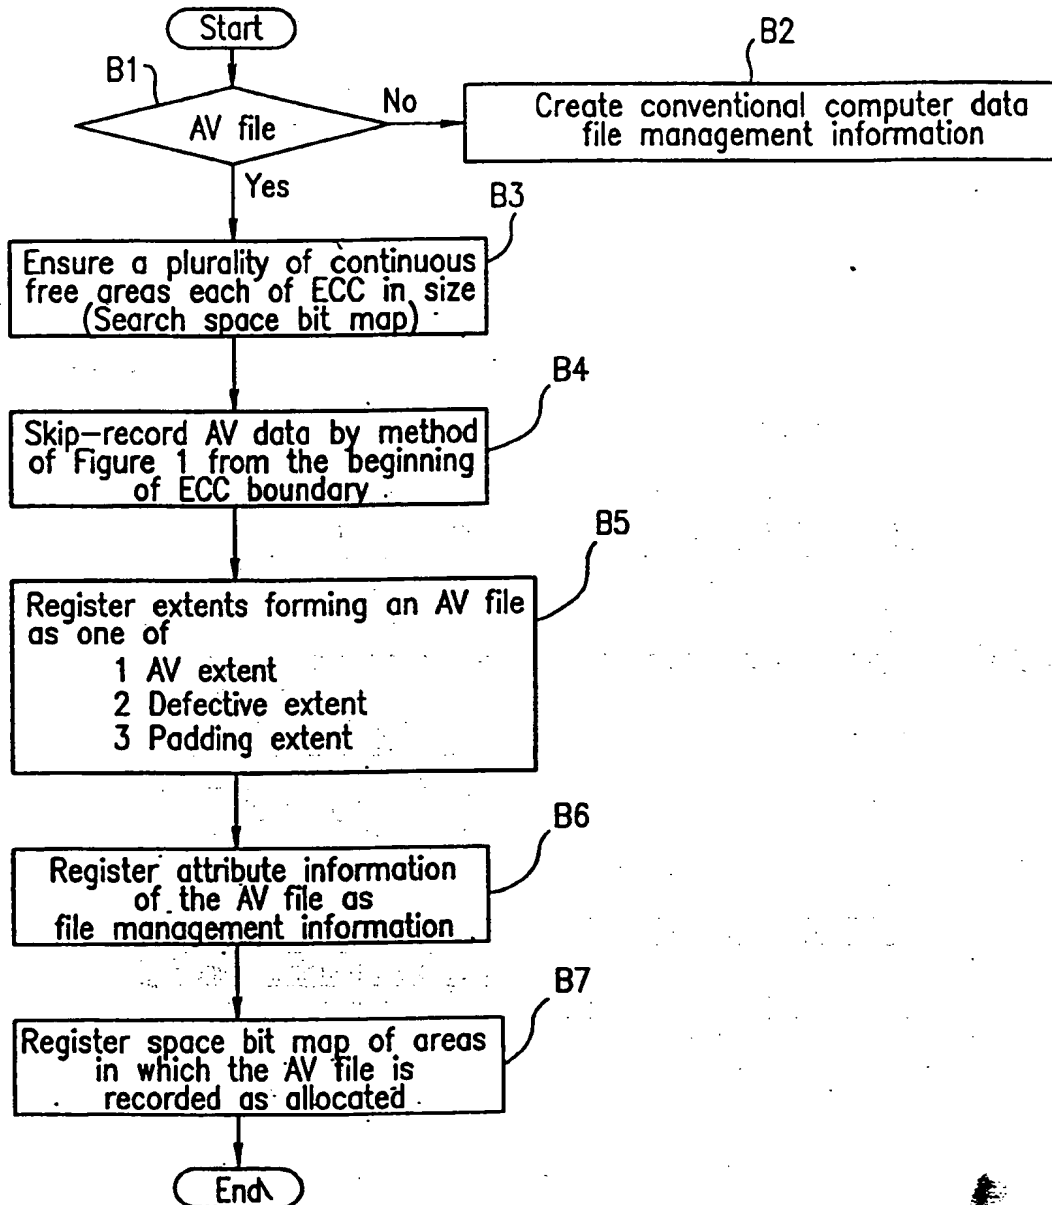 Start
B1
AV file
No
B2
Create conventional computer data
file management information
Yes
B3
Ensure a plurality of continuous
free areas each of ECC in size
(Search space bit map)
B4
Skip-record AV data by method
of Figure 1 from the beginning
of ECC boundary
B5
Register extents forming an AV file
as one of
1 AV extent
2 Defective extent
3 Padding extent
B6
Register attribute information
of the AV file as
file management information
B7
Register space bit map of areas
in which the AV file is
recorded as allocated
End